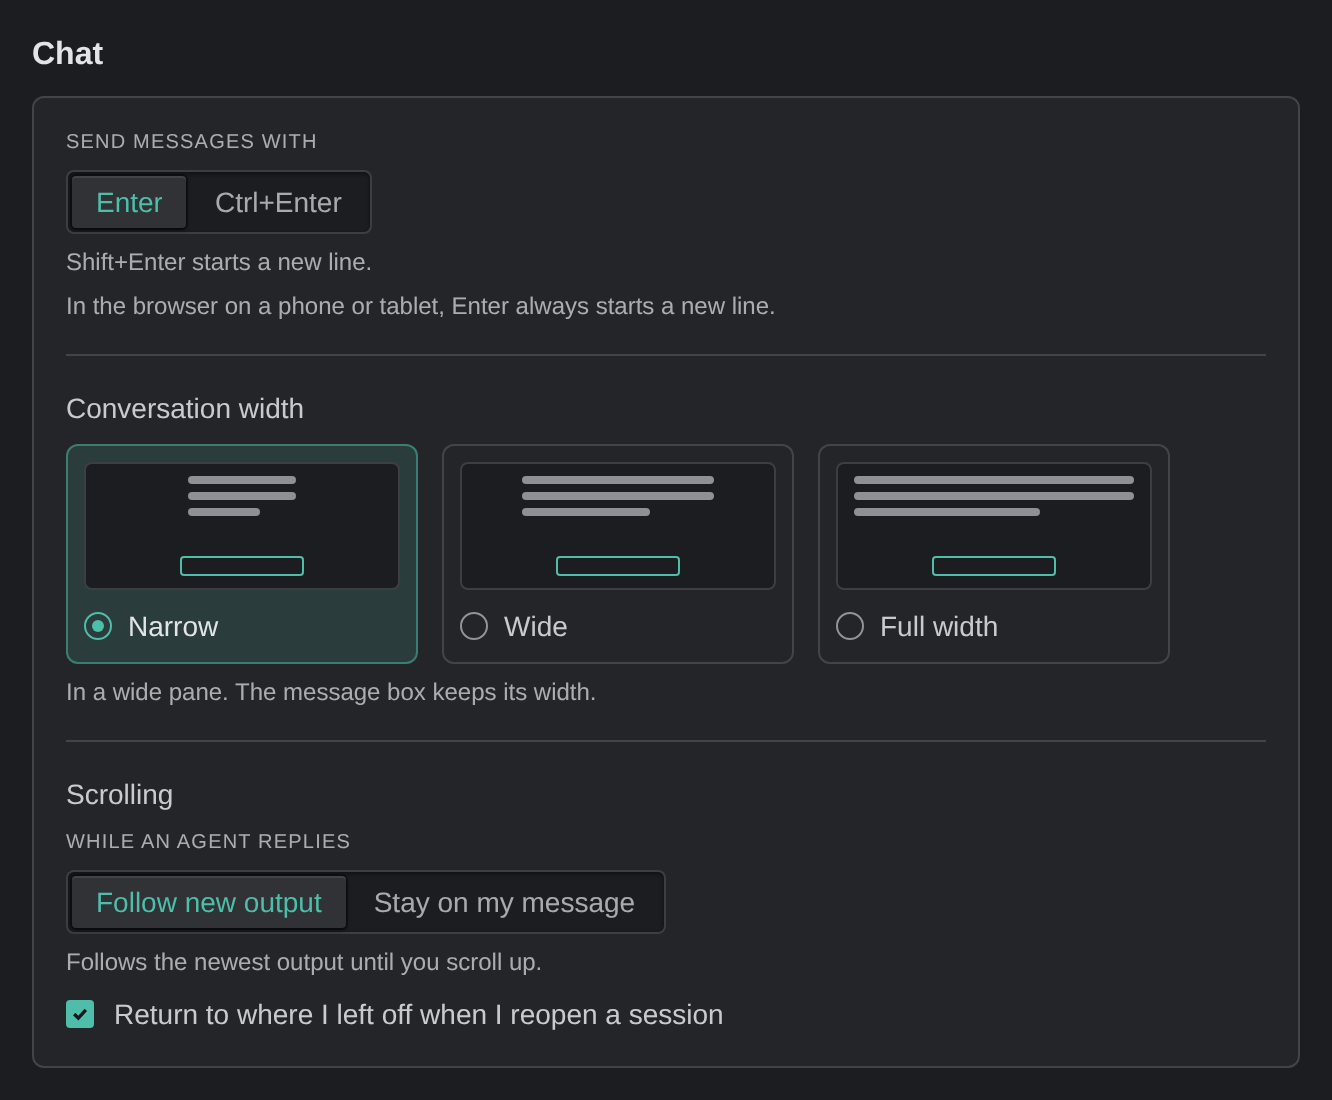 Chat
SEND MESSAGES WITH
Enter
Ctrl+Enter
Shift+Enter starts a new line.
In the browser on a phone or tablet, Enter always starts a new line.
Conversation width
Narrow
Wide
Full width
In a wide pane. The message box keeps its width.
Scrolling
WHILE AN AGENT REPLIES
Follow new output
Stay on my message
Follows the newest output until you scroll up.
Return to where I left off when I reopen a session